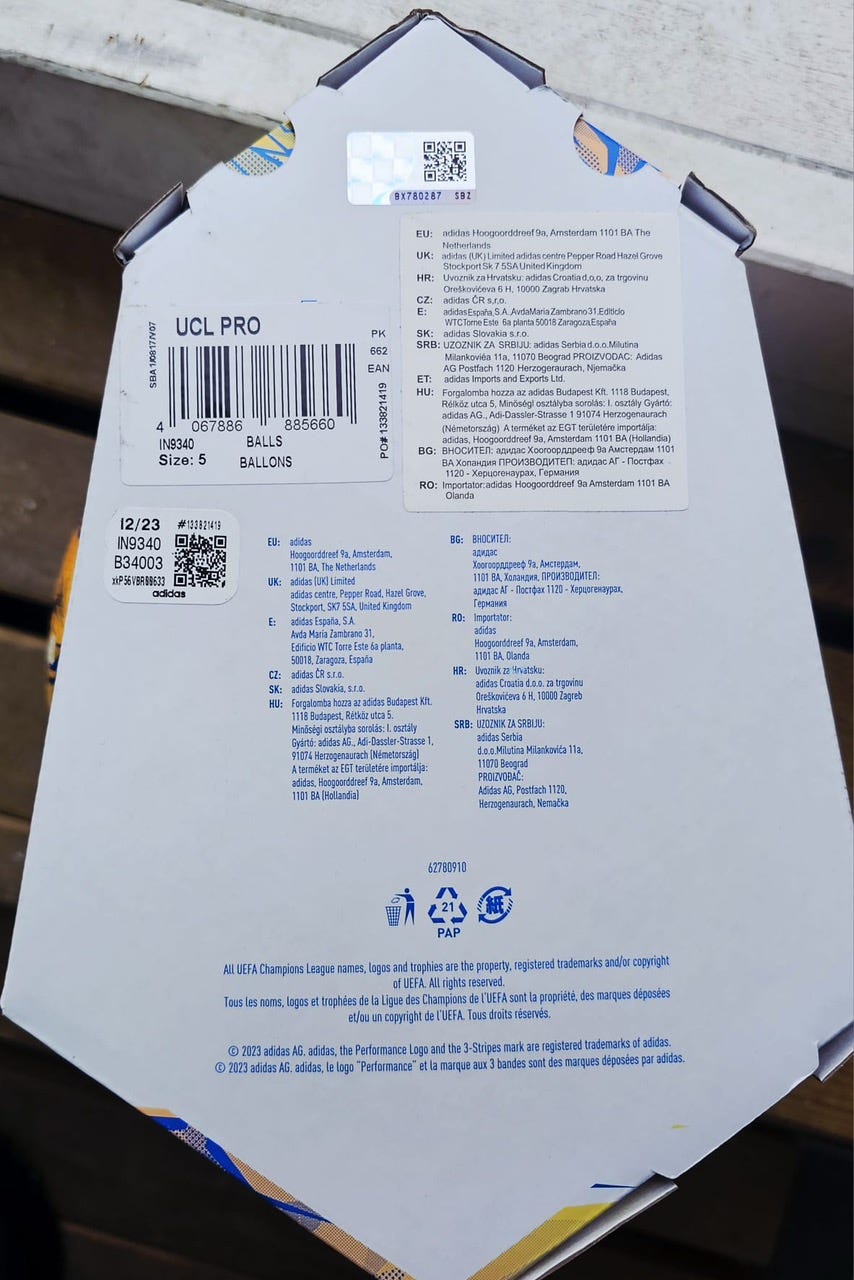 BX780287 SBZ
EU: adidas Hoogoorddreef 9a, Amsterdam 1101 BA The
Netherlands
UK: adidas (UK) Limited adidas centre Pepper Road Hazel Grove
Stockport Sk 7 5SA United Kingdom
HR: Uvoznik za Hrvatsku: adidas Croatia d,o,o, za trgovinu
Oreškovićeva 6 H, 10000 Zagrab Hrvatska
CZ: adidas ČR s,r,o.
E: adidas España, S.A., Avda Maria Zambrano 31, Edificio
WTC Torne Este 6a planta 50018 Zaragoza, España
SK: adidas Slovakia s.r.o.
SRB: UZOZNIK ZA SRBIJU: adidas Serbia d.o.o. Milutina
Milankoviéa 11a, 11070 Beograd PROIZVODAC: Adidas
AG Postfach 1120 Herzogeraurach, Njemačka
ET: adidas Imports and Exports Ltd.
HU: Forgalomba hozza az adidas Budapest Kft. 1118 Budapest,
Rélköz utca 5, Minöségi osztályba sorolás: I. osztály Gyártó:
adidas AG., Adi-Dassler-Strasse 1 91074 Herzogenaurach
(Németország) A terméket az EGT területére importálja:
adidas, Hoogoorddreef 9a, Amsterdam 1101 BA (Hollandia)
BG: ВНОСИТЕЛ: адидас Хоогоорддрееф 9а Амстердам 1101
BA Холандия ПРОИЗВОДИТЕЛ: адидас АГ - Постфах
1120 - Херцогенаурах, Германия
RO: Importator:adidas Hoogoorddreef 9a Amsterdam 1101 BA
Olanda
SBA1/0817/V07
UCL PRO
PK
662
EAN
PO# 133821419
4 067886 885660
IN9340 BALLS
Size: 5 BALLONS
12/23 #133821419
IN9340
B34003
xkP56VBR00633
adidas
EU: adidas
Hoogoorddreef 9a, Amsterdam,
1101 BA, The Netherlands
UK: adidas (UK) Limited
adidas centre, Pepper Road, Hazel Grove,
Stockport, SK7 5SA, United Kingdom
E: adidas España, S.A.
Avda María Zambrano 31,
Edificio WTC Torre Este 6a planta,
50018, Zaragoza, España
CZ: adidas ČR s.r.o.
SK: adidas Slovakia, s.r.o.
HU: Forgalomba hozza az adidas Budapest Kft.
1118 Budapest, Rétköz utca 5.
Minőségi osztályba sorolás: I. osztály
Gyártó: adidas AG., Adi-Dassler-Strasse 1,
91074 Herzogenaurach (Németország)
A terméket az EGT területére importálja:
adidas, Hoogoorddreef 9a, Amsterdam,
1101 BA (Hollandia)
BG: ВНОСИТЕЛ:
адидас
Хоогоорддрееф 9а, Амстердам,
1101 BA, Холандия, ПРОИЗВОДИТЕЛ:
адидас АГ - Постфах 1120 - Херцогенаурах,
Германия
RO: Importator:
adidas
Hoogoorddreef 9a, Amsterdam,
1101 BA, Olanda
HR: Uvoznik za Hrvatsku:
adidas Croatia d.o.o. za trgovinu
Oreškovićeva 6 H, 10000 Zagreb
Hrvatska
SRB: UZOZNIK ZA SRBIJU:
adidas Serbia
d.o.o. Milutina Milankovića 11a,
11070 Beograd
PROIZVOĐAČ:
Adidas AG, Postfach 1120,
Herzogenaurach, Nemačka
62780910
21
紙
PAP
All UEFA Champions League names, logos and trophies are the property, registered trademarks and/or copyright
of UEFA. All rights reserved.
Tous les noms, logos et trophées de la Ligue des Champions de l'UEFA sont la propriété, des marques déposées
et/ou un copyright de l'UEFA. Tous droits réservés.
© 2023 adidas AG. adidas, the Performance Logo and the 3-Stripes mark are registered trademarks of adidas.
© 2023 adidas AG. adidas, le logo "Performance" et la marque aux 3 bandes sont des marques déposées par adidas.